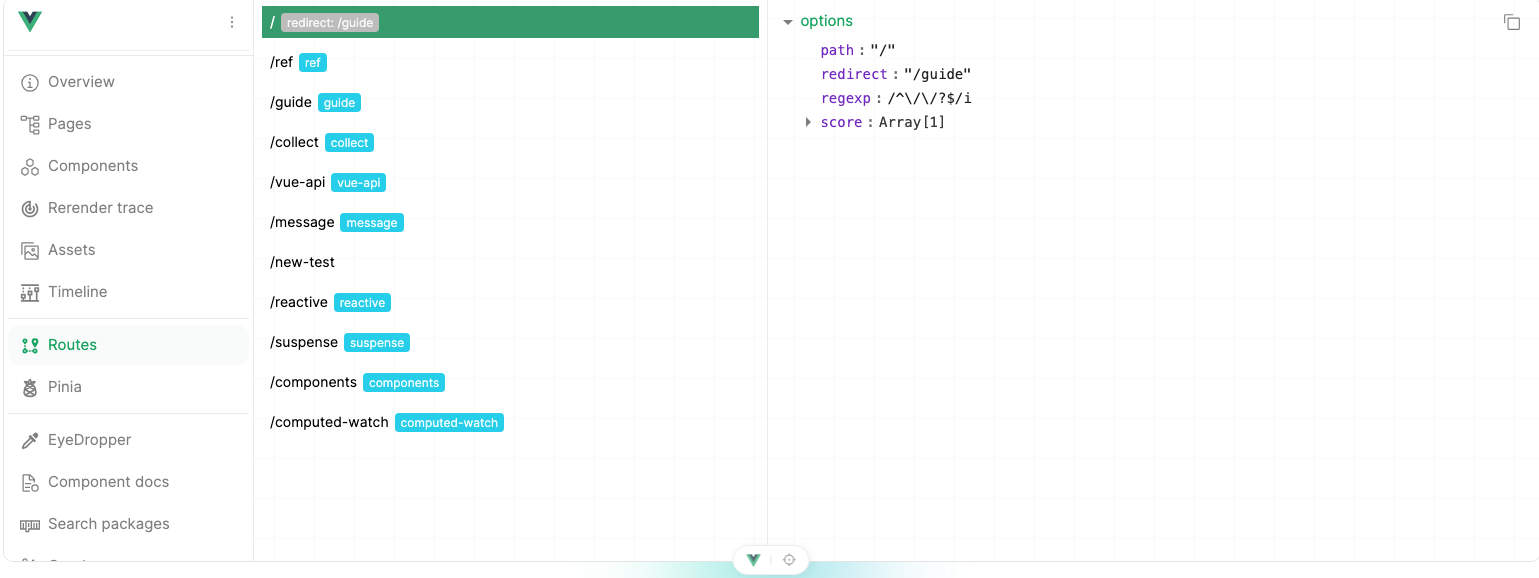 Overview
Pages
Components
Rerender trace
Assets
Timeline
Routes
Pinia
EyeDropper
Component docs
Search packages
/ redirect: /guide
/ref ref
/guide guide
/collect collect
/vue-api vue-api
/message message
/new-test
/reactive reactive
/suspense suspense
/components components
/computed-watch computed-watch
options
path : "/"
redirect : "/guide"
regexp : /^\/\/?$/i
score : Array[1]